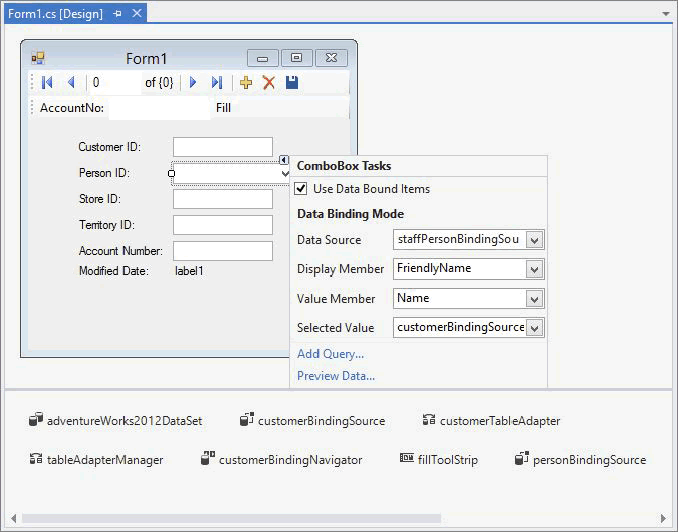 Form1.cs [Design]
Form1
0 of {0}
AccountNo: Fill
Customer ID:
Person ID:
Store ID:
Territory ID:
Account Number:
Modified Date: label1
ComboBox Tasks
Use Data Bound Items
Data Binding Mode
Data Source staffPersonBindingSou
Display Member FriendlyName
Value Member Name
Selected Value customerBindingSource
Add Query...
Preview Data...
adventureWorks2012DataSet customerBindingSource customerTableAdapter
tableAdapterManager customerBindingNavigator fillToolStrip personBindingSource